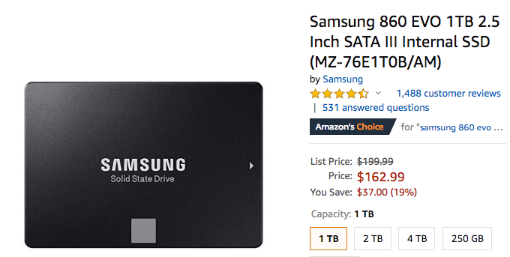 SAMSUNG
Solid State Drive
Samsung 860 EVO 1TB 2.5
Inch SATA III Internal SSD
(MZ-76E1T0B/AM)
by Samsung
1,488 customer reviews
| 531 answered questions
Amazon's Choice for "samsung 860 evo ...
List Price: $199.99
Price: $162.99
You Save: $37.00 (19%)
Capacity: 1 TB
1 TB 2 TB 4 TB 250 GB